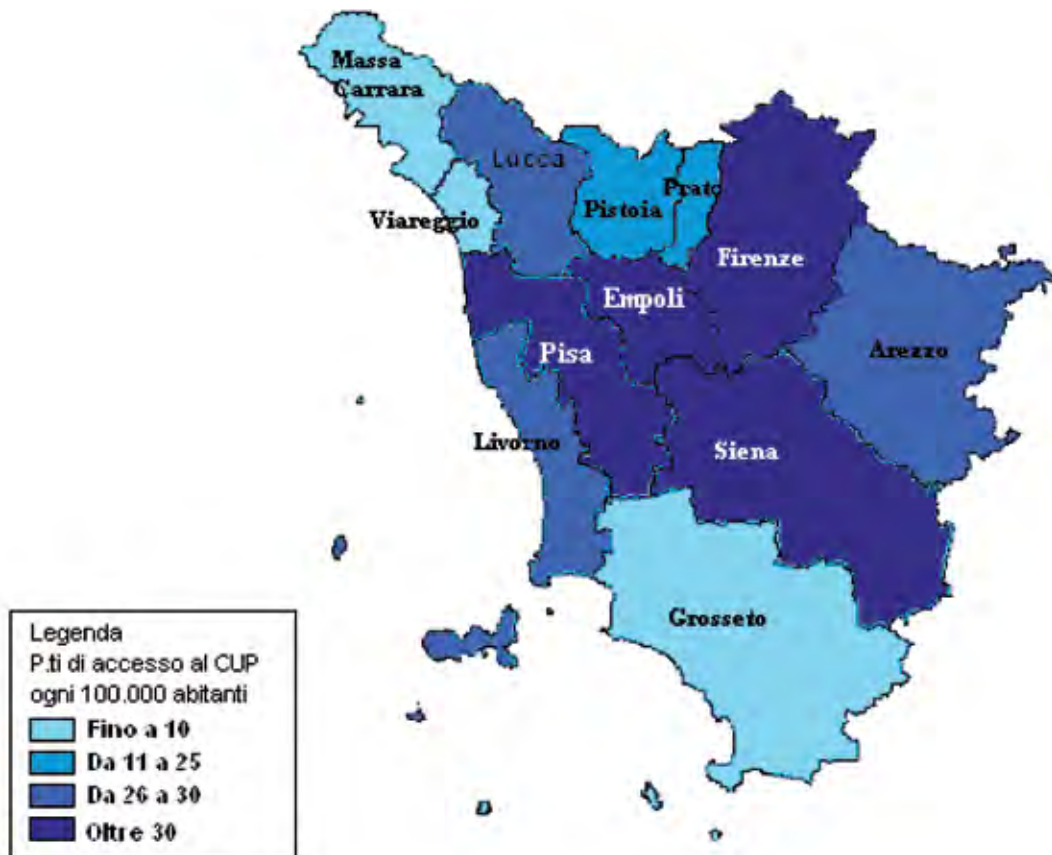 Massa
Carrara
Lucca
Prato
Pistoia
Viareggio
Firenze
Empoli
Arezzo
Pisa
Livorno
Siena
Grosseto
Legenda
P.ti di accesso al CUP
ogni 100.000 abitanti
Fino a 10
Da 11 a 25
Da 26 a 30
Oltre 30